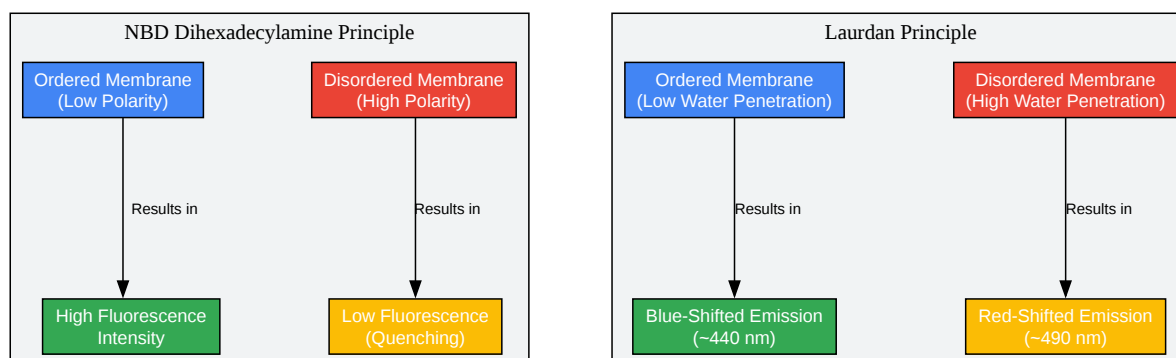 NBD Dihexadecylamine Principle
Ordered Membrane
(Low Polarity)
Disordered Membrane
(High Polarity)
Results in
Results in
High Fluorescence
Intensity
Low Fluorescence
(Quenching)
Laurdan Principle
Ordered Membrane
(Low Water Penetration)
Disordered Membrane
(High Water Penetration)
Results in
Results in
Blue-Shifted Emission
(~440 nm)
Red-Shifted Emission
(~490 nm)